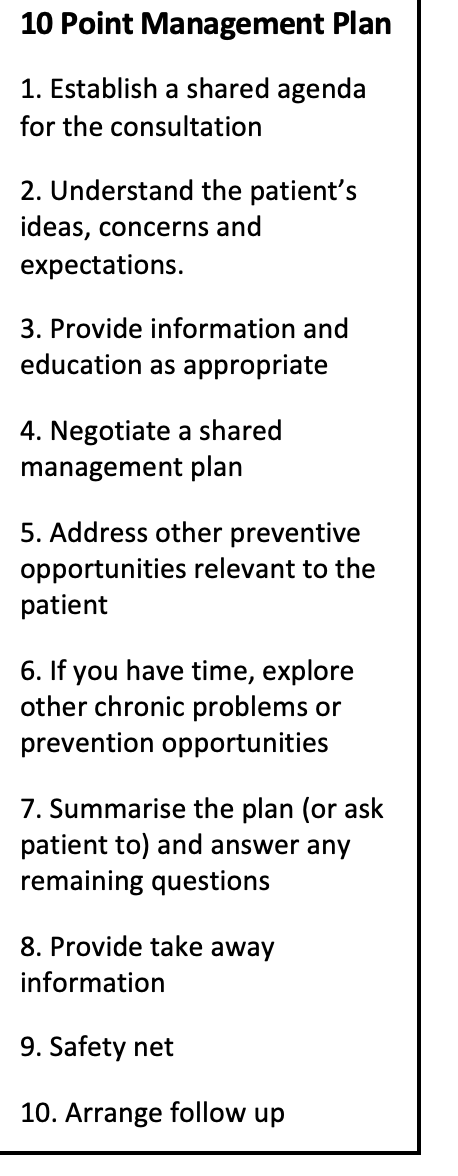 10 Point Management Plan
1. Establish a shared agenda
for the consultation
2. Understand the patient’s
ideas, concerns and
expectations.
3. Provide information and
education as appropriate
4. Negotiate a shared
management plan
5. Address other preventive
opportunities relevant to the
patient
6. If you have time, explore
other chronic problems or
prevention opportunities
7. Summarise the plan (or ask
patient to) and answer any
remaining questions
8. Provide take away
information
9. Safety net
10. Arrange follow up